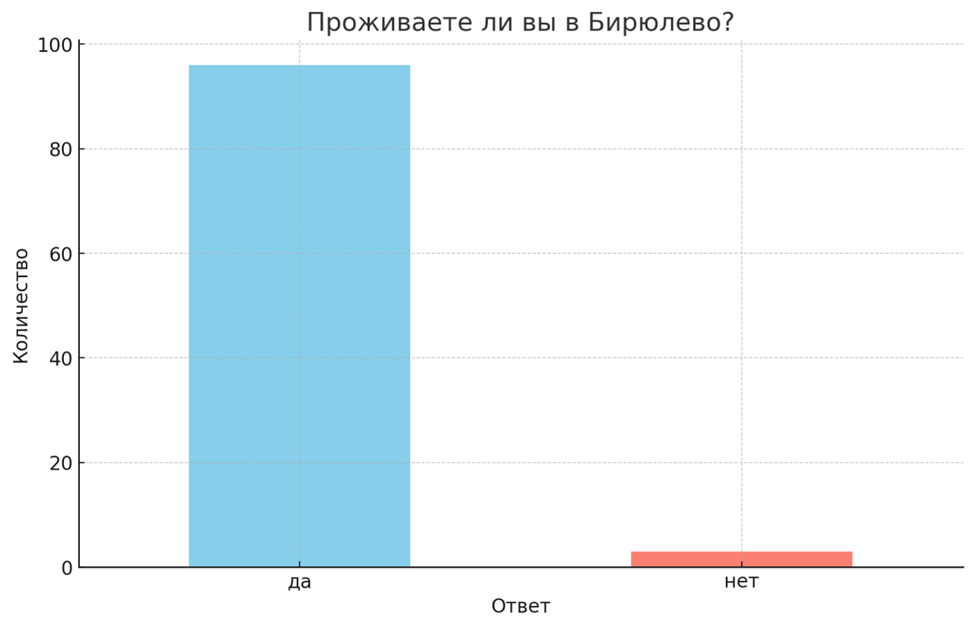 Проживаете ли вы в Бирюлево?
100
80
60
40
20
0
Количество
да
нет
Ответ